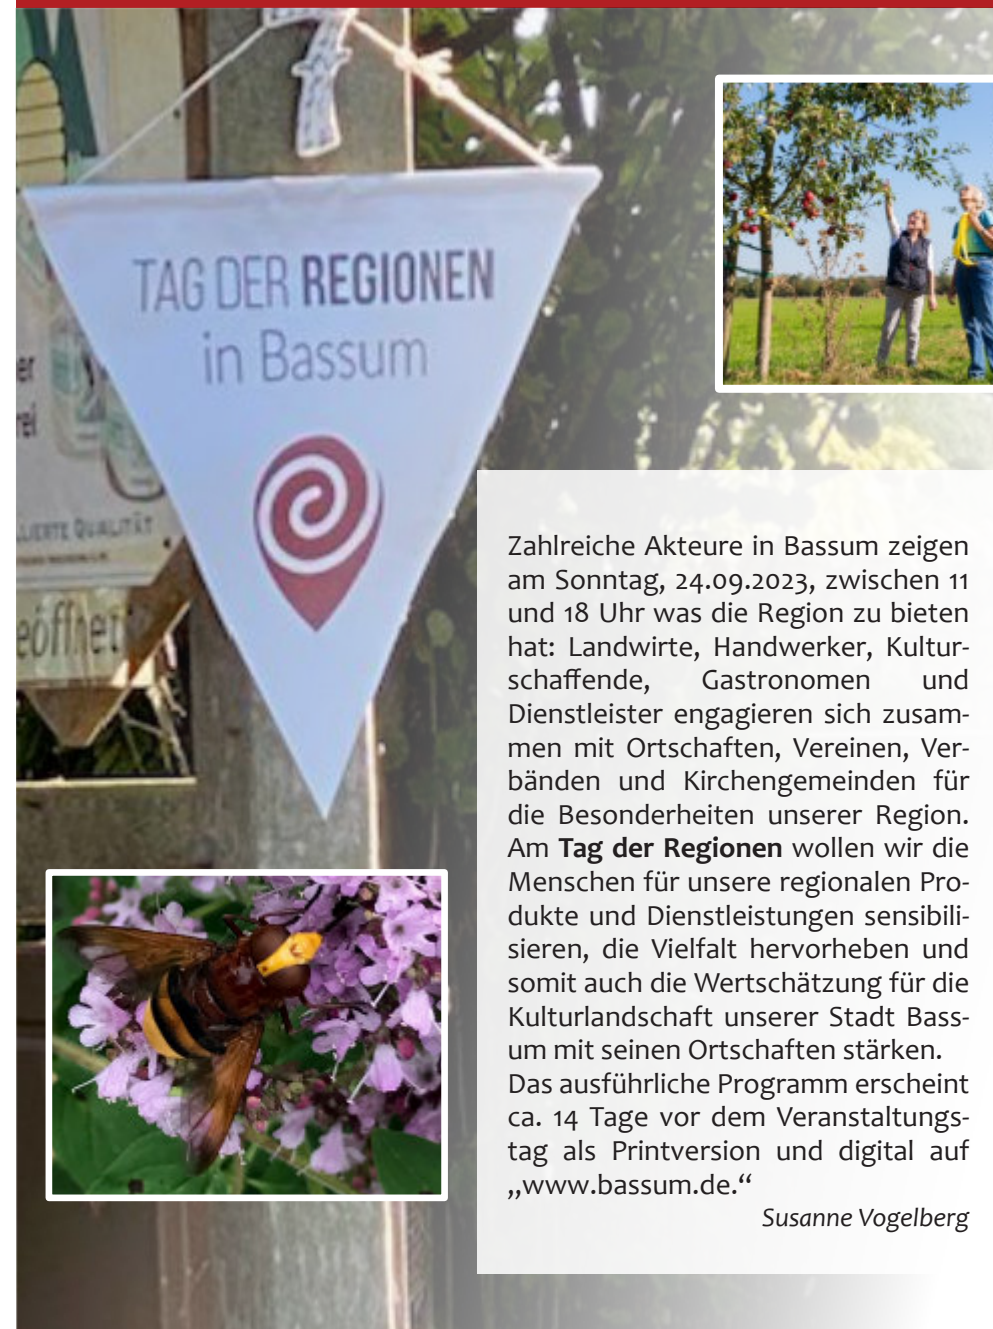 TAG DER REGIONEN
in Bassum
er
rei
LIERTE QUALITÄT
eöffnet
Zahlreiche Akteure in Bassum zeigen
am Sonntag, 24.09.2023, zwischen 11
und 18 Uhr was die Region zu bieten
hat: Landwirte, Handwerker, Kultur-
schaffende, Gastronomen und
Dienstleister engagieren sich zusam-
men mit Ortschaften, Vereinen, Ver-
bänden und Kirchengemeinden für
die Besonderheiten unserer Region.
Am Tag der Regionen wollen wir die
Menschen für unsere regionalen Pro-
dukte und Dienstleistungen sensibili-
sieren, die Vielfalt hervorheben und
somit auch die Wertschätzung für die
Kulturlandschaft unserer Stadt Bass-
um mit seinen Ortschaften stärken.
Das ausführliche Programm erscheint
ca. 14 Tage vor dem Veranstaltungs-
tag als Printversion und digital auf
„www.bassum.de.“
Susanne Vogelberg